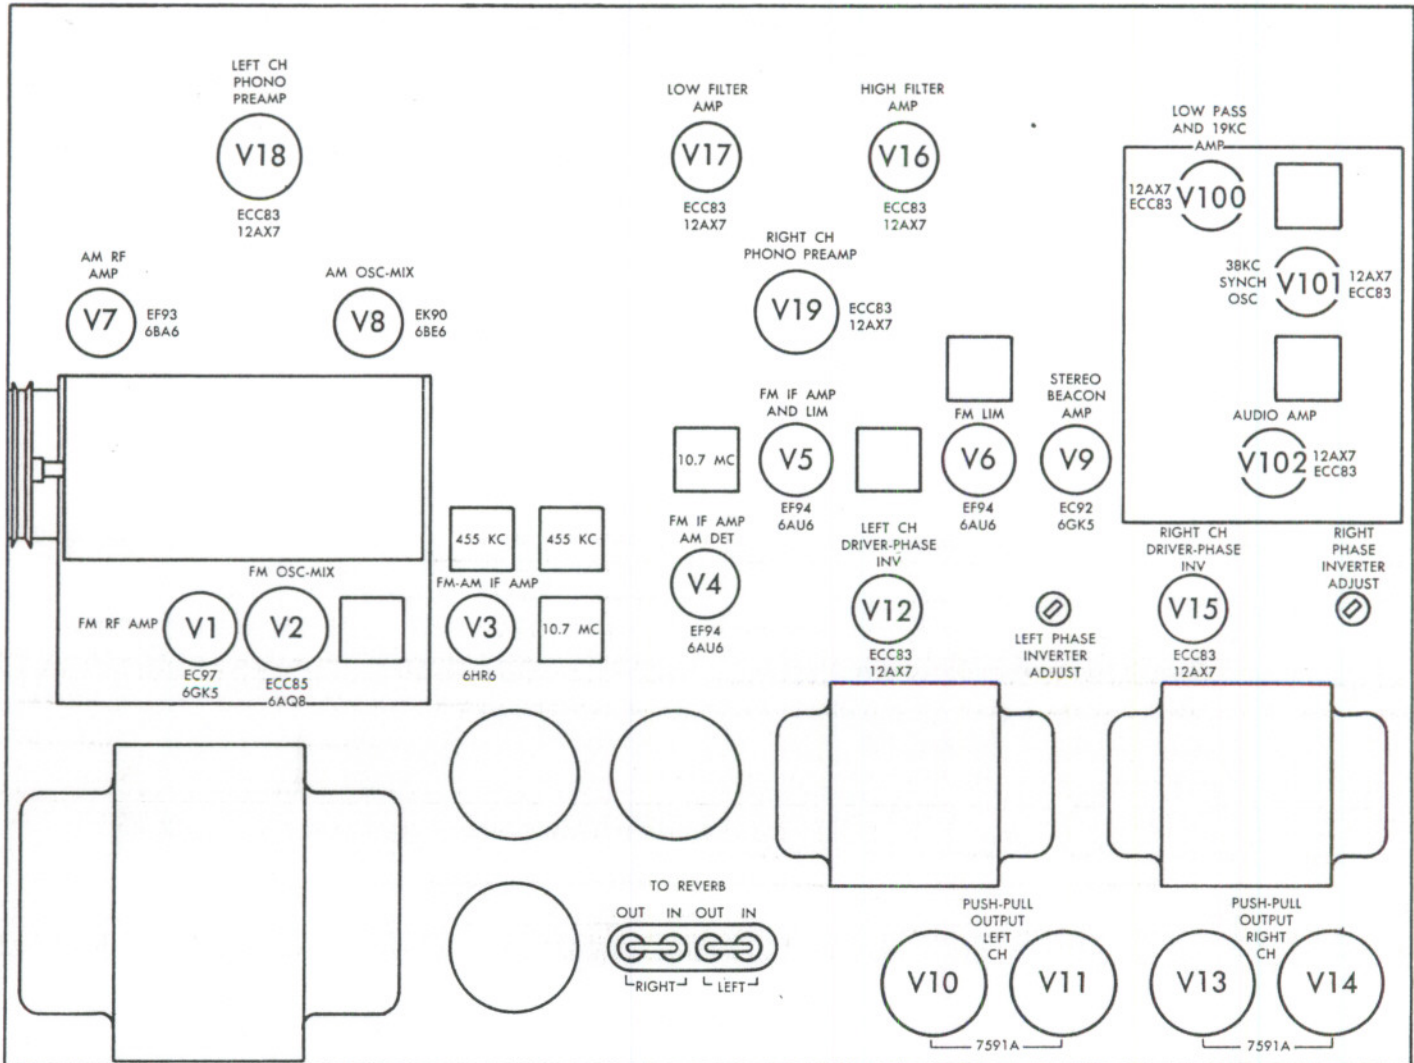 LEFT CH
PHONO
PREAMP
V18
ECC83
12AX7
LOW FILTER
AMP
V17
ECC83
12AX7
HIGH FILTER
AMP
V16
ECC83
12AX7
LOW PASS
AND 19KC
AMP
12AX7
ECC83
V100
RIGHT CH
PHONO PREAMP
V19
ECC83
12AX7
38KC
SYNCH
OSC
V101
12AX7
ECC83
AM RF
AMP
V7
EF93
6BA6
AM OSC-MIX
V8
EK90
6BE6
FM IF AMP
AND LIM
10.7 MC
V5
EF94
6AU6
FM LIM
V6
EF94
6AU6
STEREO
BEACON
AMP
V9
EC92
6GK5
AUDIO AMP
V102
12AX7
ECC83
455 KC
455 KC
FM IF AMP
AM DET
V4
EF94
6AU6
LEFT CH
DRIVER-PHASE
INV
V12
ECC83
12AX7
LEFT PHASE
INVERTER
ADJUST
RIGHT CH
DRIVER-PHASE
INV
V15
ECC83
12AX7
RIGHT
PHASE
INVERTER
ADJUST
FM RF AMP
V1
EC97
6GK5
FM OSC-MIX
V2
ECC85
6AQ8
FM-AM IF AMP
V3
6HR6
10.7 MC
TO REVERB
OUT IN OUT IN
RIGHT LEFT
PUSH-PULL
OUTPUT
LEFT
CH
V10 V11
7591A
PUSH-PULL
OUTPUT
RIGHT
CH
V13 V14
7591A